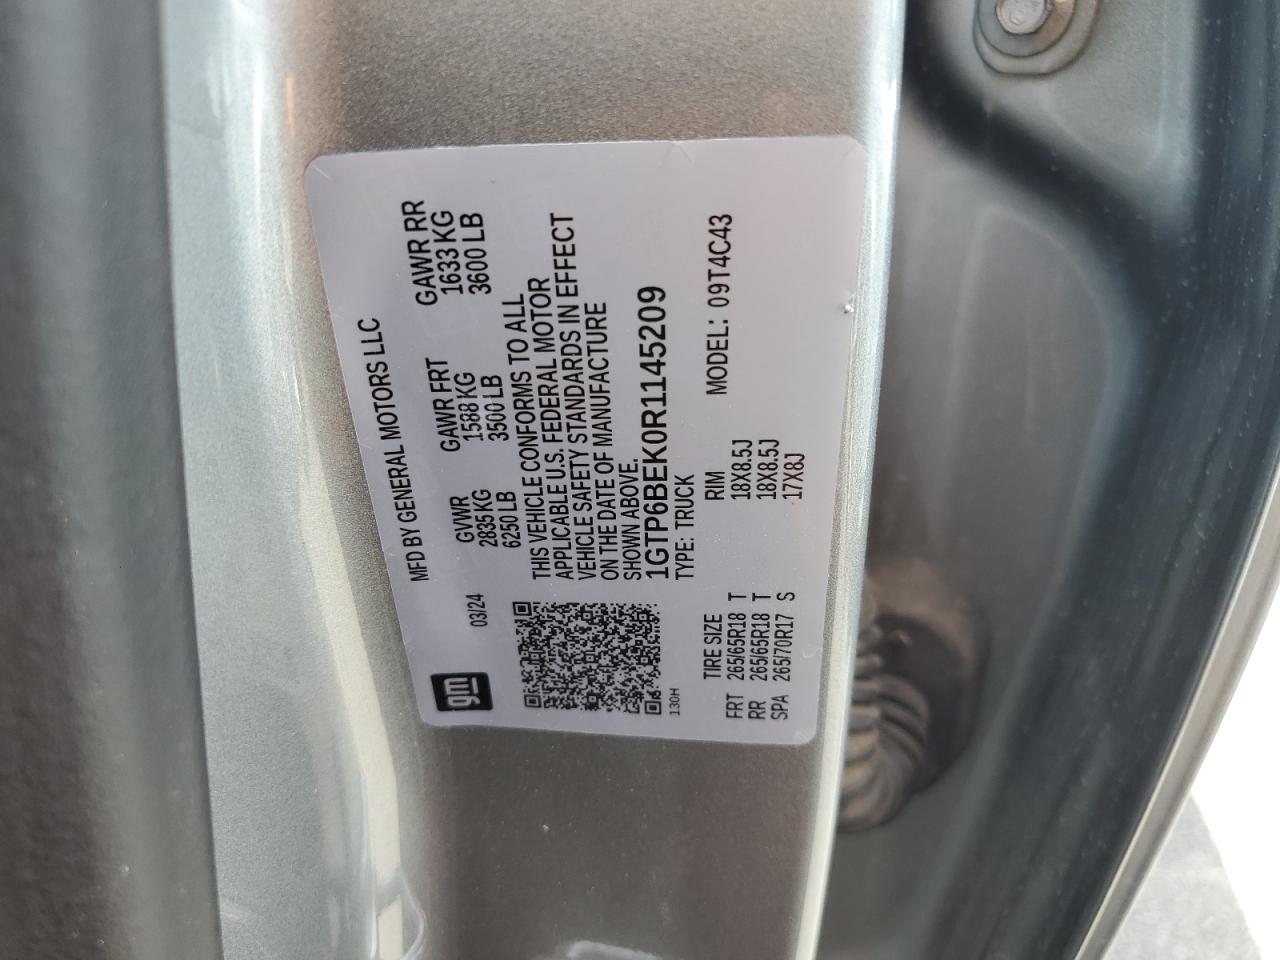 MFD BY GENERAL MOTORS LLC
gm
03/24
GVWR GAWR FRT GAWR RR
2835 KG 1588 KG 1633 KG
6250 LB 3500 LB 3600 LB
THIS VEHICLE CONFORMS TO ALL
APPLICABLE U.S. FEDERAL MOTOR
VEHICLE SAFETY STANDARDS IN EFFECT
ON THE DATE OF MANUFACTURE
SHOWN ABOVE.
1GTP6BEK0R1145209
130H
TYPE: TRUCK
MODEL: 09T4C43
TIRE SIZE RIM
FRT 265/65R18 T 18X8.5J
RR 265/65R18 T 18X8.5J
SPA 265/70R17 S 17X8J